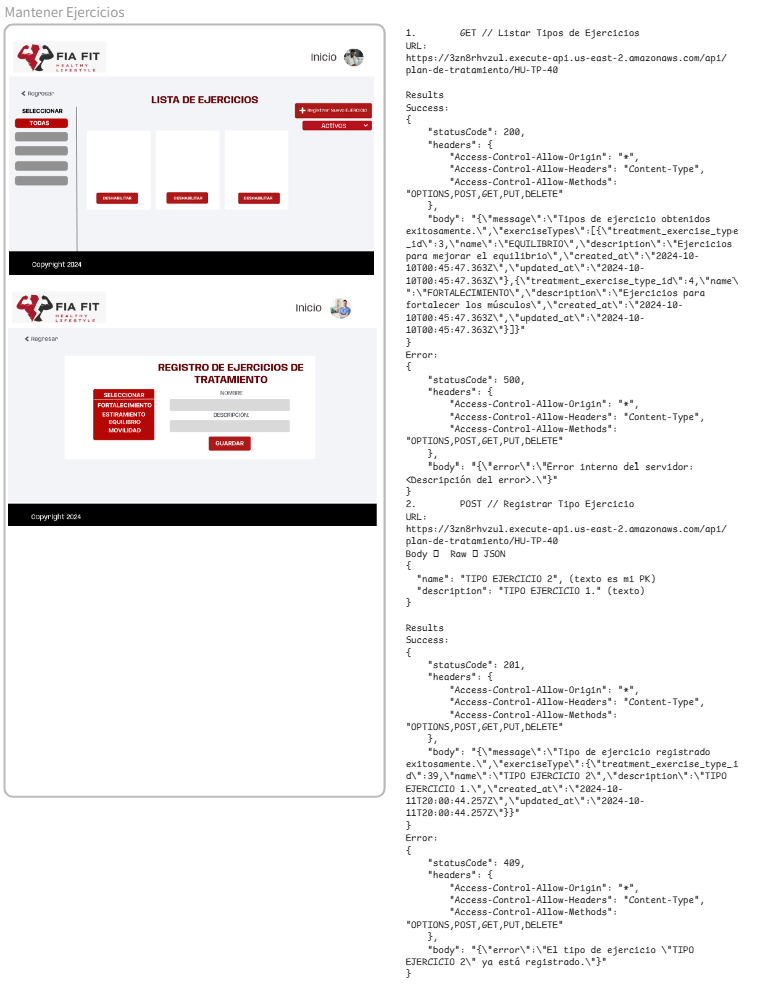 Mantener Ejercicios
FIA FIT
HEALTHY
LIFESTYLE
Inicio
< Regresar
SELECCIONAR
TODAS
LISTA DE EJERCICIOS
+ Registrar Nuevo EJERCICIO
Activos
DESHABILITAR
DESHABILITAR
DESHABILITAR
Copyright 2024
FIA FIT
HEALTHY
LIFESTYLE
Inicio
< Regresar
REGISTRO DE EJERCICIOS DE
TRATAMIENTO
SELECCIONAR
FORTALECIMIENTO
ESTIRAMIENTO
EQUILIBRIO
MOVILIDAD
NOMBRE:
DESCRIPCION:
GUARDAR
Copyright 2024
1. GET // Listar Tipos de Ejercicios
URL:
https://3zn8rhvzul.execute-api.us-east-2.amazonaws.com/api/
plan-de-tratamiento/HU-TP-40
Results
Success:
{
"statusCode": 200,
"headers": {
"Access-Control-Allow-Origin": "*",
"Access-Control-Allow-Headers": "Content-Type",
"Access-Control-Allow-Methods":
"OPTIONS,POST,GET,PUT,DELETE"
},
"body": "{\"message\":\"Tipos de ejercicio obtenidos
exitosamente.\",\"exerciseTypes\":[{\"treatment_exercise_type
_id\":3,\"name\":\"EQUILIBRIO\",\"description\":\"Ejercicios
para mejorar el equilibrio\",\"created_at\":\"2024-10-
10T00:45:47.363Z\",\"updated_at\":\"2024-10-
10T00:45:47.363Z\"},{\"treatment_exercise_type_id\":4,\"name\
":\"FORTALECIMIENTO\",\"description\":\"Ejercicios para
fortalecer los músculos\",\"created_at\":\"2024-10-
10T00:45:47.363Z\",\"updated_at\":\"2024-10-
10T00:45:47.363Z\"}]}"
}
Error:
{
"statusCode": 500,
"headers": {
"Access-Control-Allow-Origin": "*",
"Access-Control-Allow-Headers": "Content-Type",
"Access-Control-Allow-Methods":
"OPTIONS,POST,GET,PUT,DELETE"
},
"body": "{\"error\":\"Error interno del servidor:
<Descripción del error>.\"}"
}
2. POST // Registrar Tipo Ejercicio
URL:
https://3zn8rhvzul.execute-api.us-east-2.amazonaws.com/api/
plan-de-tratamiento/HU-TP-40
Body  Raw  JSON
{
"name": "TIPO EJERCICIO 2", (texto es mi PK)
"description": "TIPO EJERCICIO 1." (texto)
}
Results
Success:
{
"statusCode": 201,
"headers": {
"Access-Control-Allow-Origin": "*",
"Access-Control-Allow-Headers": "Content-Type",
"Access-Control-Allow-Methods":
"OPTIONS,POST,GET,PUT,DELETE"
},
"body": "{\"message\":\"Tipo de ejercicio registrado
exitosamente.\",\"exerciseType\":{\"treatment_exercise_type_i
d\":39,\"name\":\"TIPO EJERCICIO 2\",\"description\":\"TIPO
EJERCICIO 1.\",\"created_at\":\"2024-10-
11T20:00:44.257Z\",\"updated_at\":\"2024-10-
11T20:00:44.257Z\"}}"
}
Error:
{
"statusCode": 409,
"headers": {
"Access-Control-Allow-Origin": "*",
"Access-Control-Allow-Headers": "Content-Type",
"Access-Control-Allow-Methods":
"OPTIONS,POST,GET,PUT,DELETE"
},
"body": "{\"error\":\"El tipo de ejercicio \"TIPO
EJERCICIO 2\" ya está registrado.\"}"
}